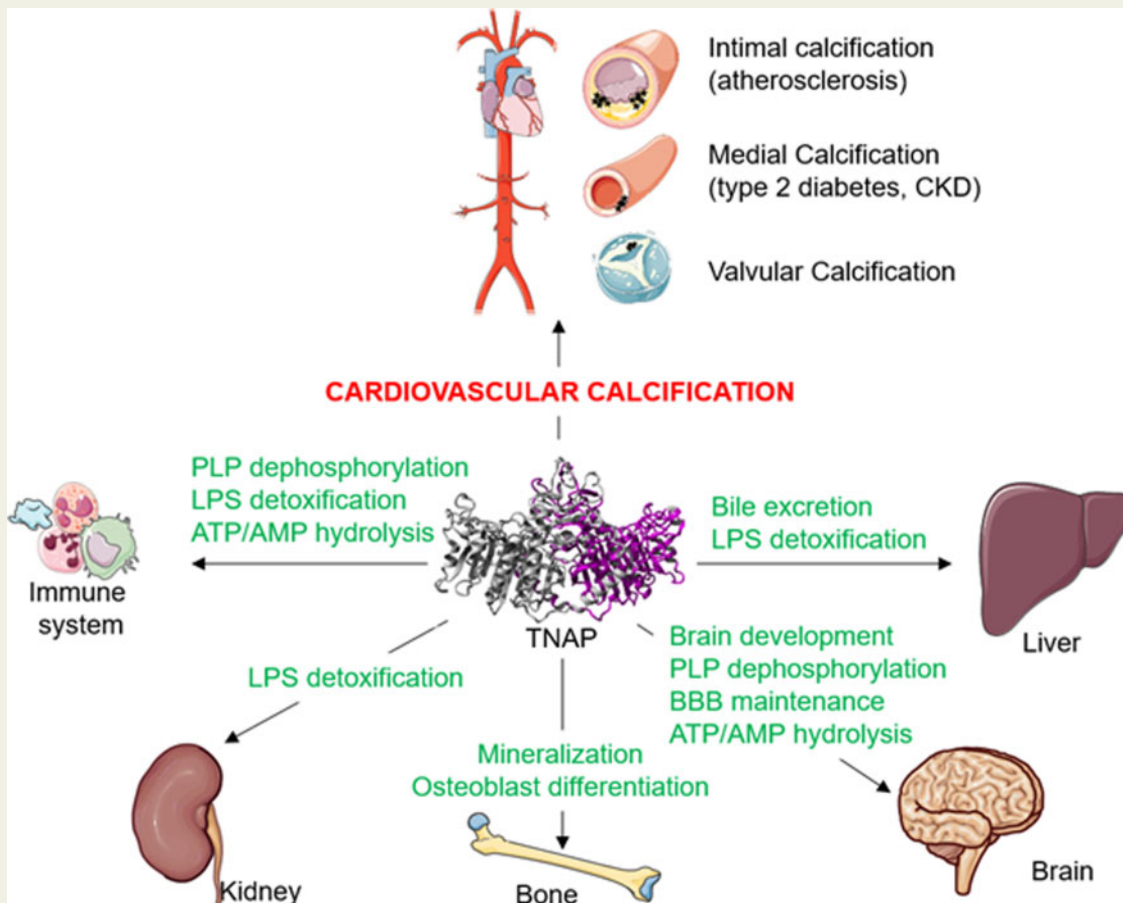 Intimal calcification
(atherosclerosis)
Medial Calcification
(type 2 diabetes, CKD)
Valvular Calcification
CARDIOVASCULAR CALCIFICATION
PLP dephosphorylation
LPS detoxification
ATP/AMP hydrolysis
Immune
system
Bile excretion
LPS detoxification
Liver
TNAP
LPS detoxification
Kidney
Mineralization
Osteoblast differentiation
Bone
Brain development
PLP dephosphorylation
BBB maintenance
ATP/AMP hydrolysis
Brain